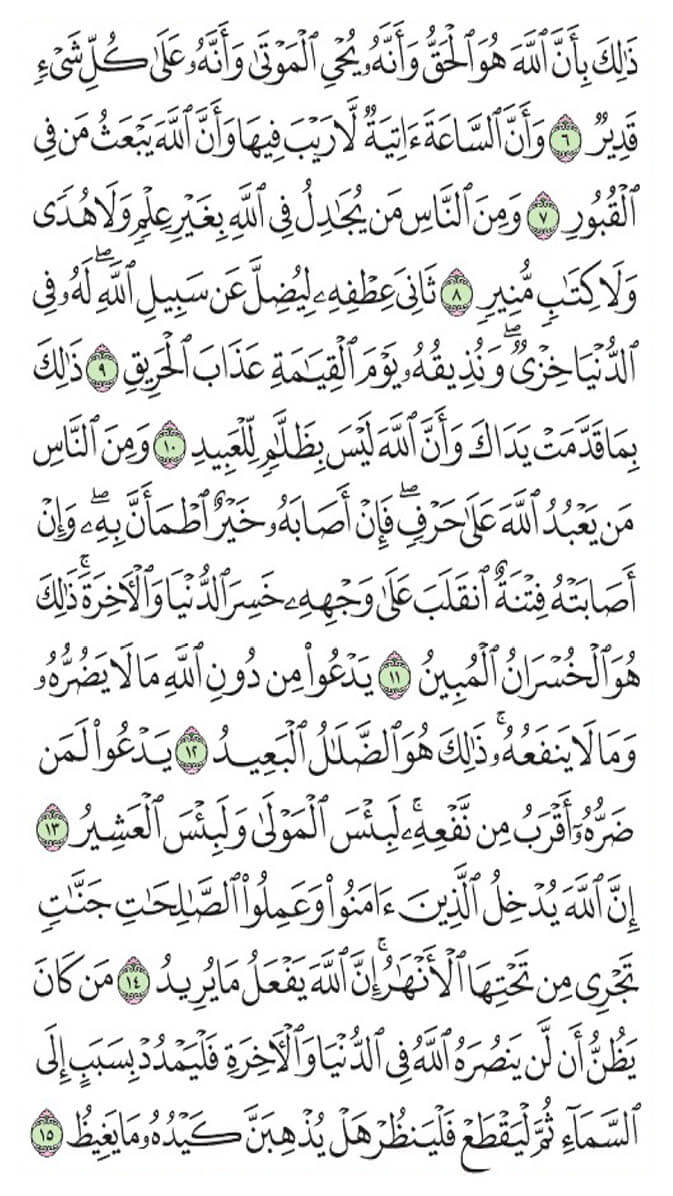 ذَٰلِكَ بِأَنَّ ٱللَّهَ هُوَ ٱلْحَقُّ وَأَنَّهُۥ يُحْىِ ٱلْمَوْتَىٰ وَأَنَّهُۥ عَلَىٰ كُلِّ شَىْءٍ
قَدِيرٌ ٦ وَأَنَّ ٱلسَّاعَةَ ءَاتِيَةٌ لَّا رَيْبَ فِيهَا وَأَنَّ ٱللَّهَ يَبْعَثُ مَن فِى
ٱلْقُبُورِ ٧ وَمِنَ ٱلنَّاسِ مَن يُجَٰدِلُ فِى ٱللَّهِ بِغَيْرِ عِلْمٍ وَلَا هُدًى
وَلَا كِتَٰبٍ مُّنِيرٍ ٨ ثَانِىَ عِطْفِهِۦ لِيُضِلَّ عَن سَبِيلِ ٱللَّهِ ۖ لَهُۥ فِى
ٱلدُّنْيَا خِزْىٌ ۖ وَنُذِيقُهُۥ يَوْمَ ٱلْقِيَٰمَةِ عَذَابَ ٱلْحَرِيقِ ٩ ذَٰلِكَ
بِمَا قَدَّمَتْ يَدَاكَ وَأَنَّ ٱللَّهَ لَيْسَ بِظَلَّٰمٍ لِّلْعَبِيدِ ١٠ وَمِنَ ٱلنَّاسِ
مَن يَعْبُدُ ٱللَّهَ عَلَىٰ حَرْفٍ ۖ فَإِنْ أَصَابَهُۥ خَيْرٌ ٱطْمَأَنَّ بِهِۦ ۖ وَإِنْ
أَصَابَتْهُ فِتْنَةٌ ٱنقَلَبَ عَلَىٰ وَجْهِهِۦ خَسِرَ ٱلدُّنْيَا وَٱلْءَاخِرَةَ ۚ ذَٰلِكَ
هُوَ ٱلْخُسْرَانُ ٱلْمُبِينُ ١١ يَدْعُوا۟ مِن دُونِ ٱللَّهِ مَا لَا يَضُرُّهُۥ
وَمَا لَا يَنفَعُهُۥ ۚ ذَٰلِكَ هُوَ ٱلضَّلَٰلُ ٱلْبَعِيدُ ١٢ يَدْعُوا۟ لَمَن
ضَرُّهُۥٓ أَقْرَبُ مِن نَّفْعِهِۦ ۚ لَبِئْسَ ٱلْمَوْلَىٰ وَلَبِئْسَ ٱلْعَشِيرُ ١٣
إِنَّ ٱللَّهَ يُدْخِلُ ٱلَّذِينَ ءَامَنُوا۟ وَعَمِلُوا۟ ٱلصَّٰلِحَٰتِ جَنَّٰتٍ
تَجْرِى مِن تَحْتِهَا ٱلْأَنْهَٰرُ ۚ إِنَّ ٱللَّهَ يَفْعَلُ مَا يُرِيدُ ١٤ مَن كَانَ
يَظُنُّ أَن لَّن يَنصُرَهُ ٱللَّهُ فِى ٱلدُّنْيَا وَٱلْءَاخِرَةِ فَلْيَمْدُدْ بِسَبَبٍ إِلَى
ٱلسَّمَآءِ ثُمَّ لْيَقْطَعْ فَلْيَنظُرْ هَلْ يُذْهِبَنَّ كَيْدُهُۥ مَا يَغِيظُ ١٥